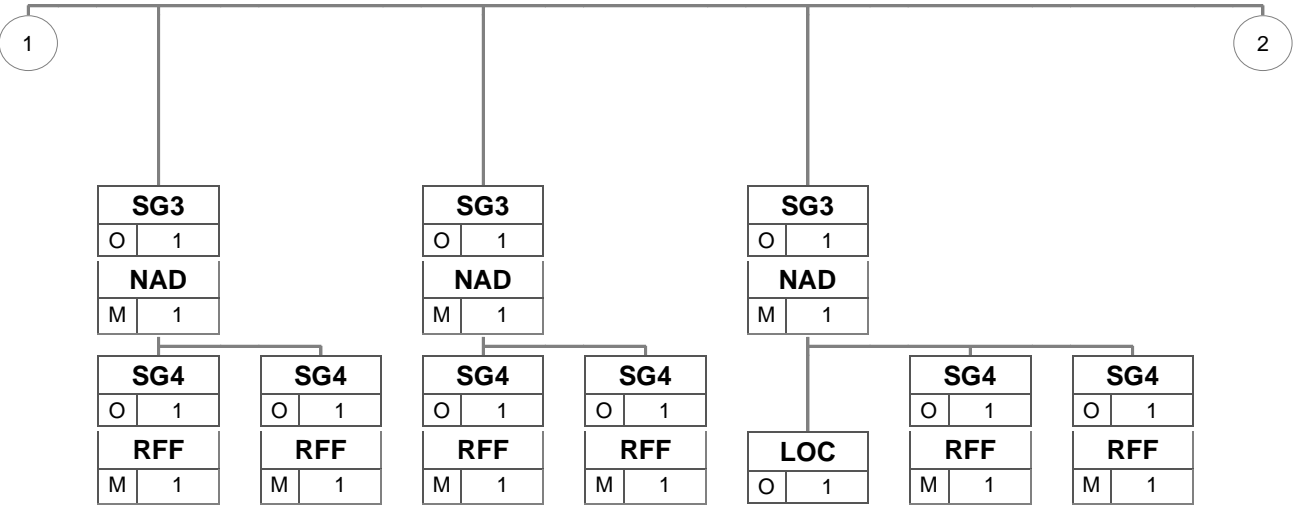 1 2
SG3 SG3 SG3
O 1 O 1 O 1
NAD NAD NAD
M 1 M 1 M 1
SG4 SG4 SG4 SG4 SG4 SG4
O 1 O 1 O 1 O 1 O 1 O 1
RFF RFF RFF RFF LOC RFF RFF
M 1 M 1 M 1 M 1 O 1 M 1 M 1